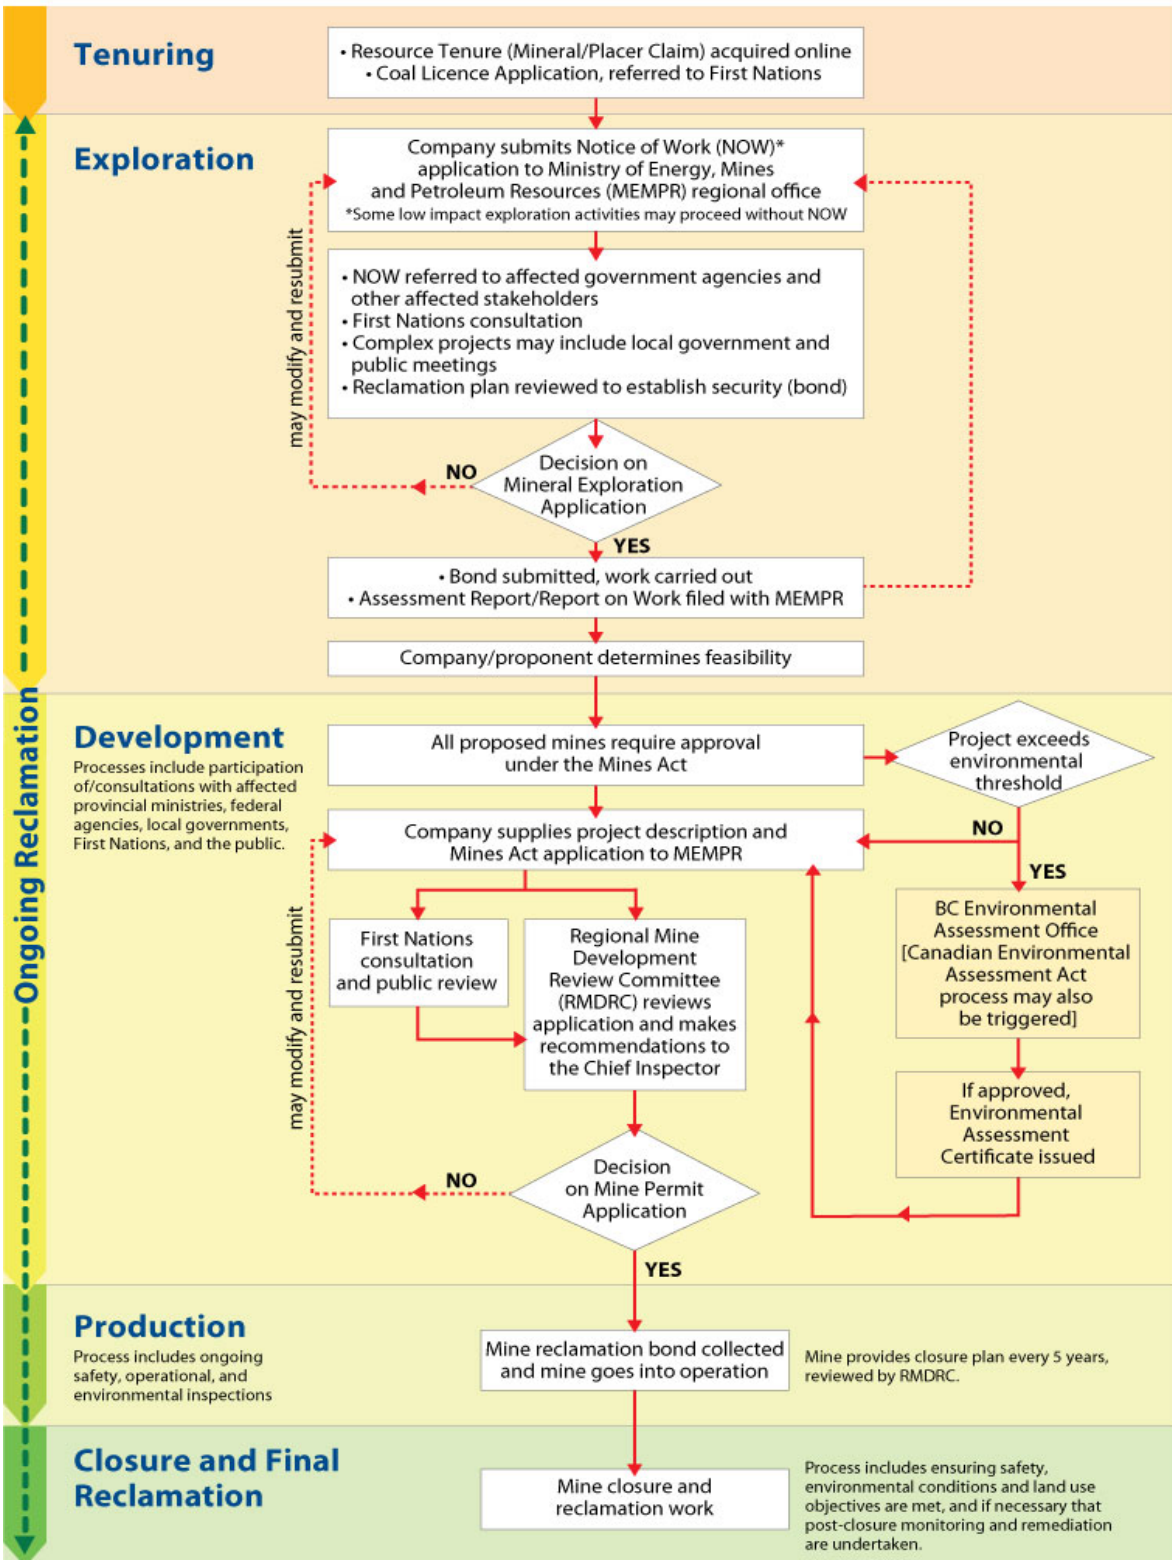 Tenuring
• Resource Tenure (Mineral/Placer Claim) acquired online
• Coal Licence Application, referred to First Nations
Exploration
Company submits Notice of Work (NOW)*
application to Ministry of Energy, Mines
and Petroleum Resources (MEMPR) regional office
*Some low impact exploration activities may proceed without NOW
may modify and resubmit
• NOW referred to affected government agencies and
other affected stakeholders
• First Nations consultation
• Complex projects may include local government and
public meetings
• Reclamation plan reviewed to establish security (bond)
Decision on
Mineral Exploration
Application
NO
YES
• Bond submitted, work carried out
• Assessment Report/Report on Work filed with MEMPR
Company/proponent determines feasibility
Ongoing Reclamation
Development
Processes include participation
of/consultations with affected
provincial ministries, federal
agencies, local governments,
First Nations, and the public.
All proposed mines require approval
under the Mines Act
Project exceeds
environmental
threshold
NO
YES
Company supplies project description and
Mines Act application to MEMPR
may modify and resubmit
First Nations
consultation
and public review
Regional Mine
Development
Review Committee
(RMDRC) reviews
application and makes
recommendations to
the Chief Inspector
BC Environmental
Assessment Office
[Canadian Environmental
Assessment Act
process may also
be triggered]
If approved,
Environmental
Assessment
Certificate issued
Decision
on Mine Permit
Application
NO
YES
Production
Process includes ongoing
safety, operational, and
environmental inspections
Mine reclamation bond collected
and mine goes into operation
Mine provides closure plan every 5 years,
reviewed by RMDRC.
Closure and Final
Reclamation
Mine closure and
reclamation work
Process includes ensuring safety,
environmental conditions and land use
objectives are met, and if necessary that
post-closure monitoring and remediation
are undertaken.